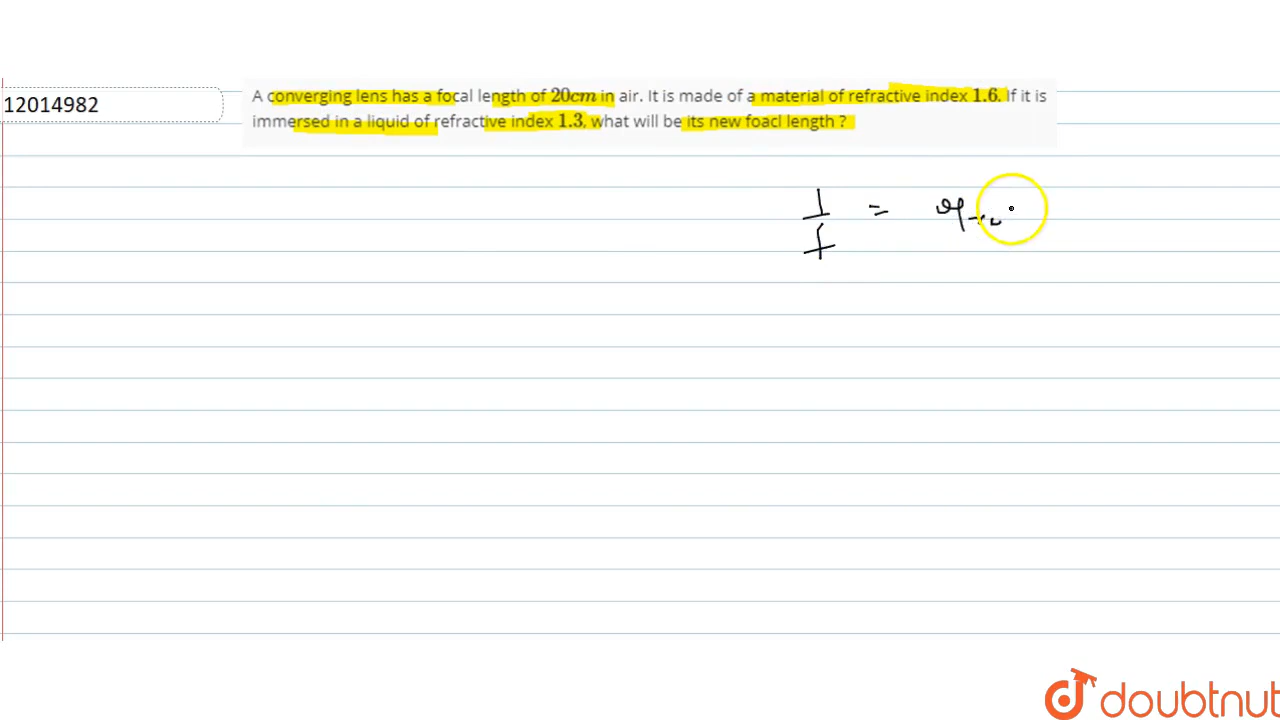 12014982
A converging lens has a focal length of 20cm in air. It is made of a material of refractive index 1.6. If it is
immersed in a liquid of refractive index 1.3, what will be its new foacl length ?
1
=
f
doubtnut